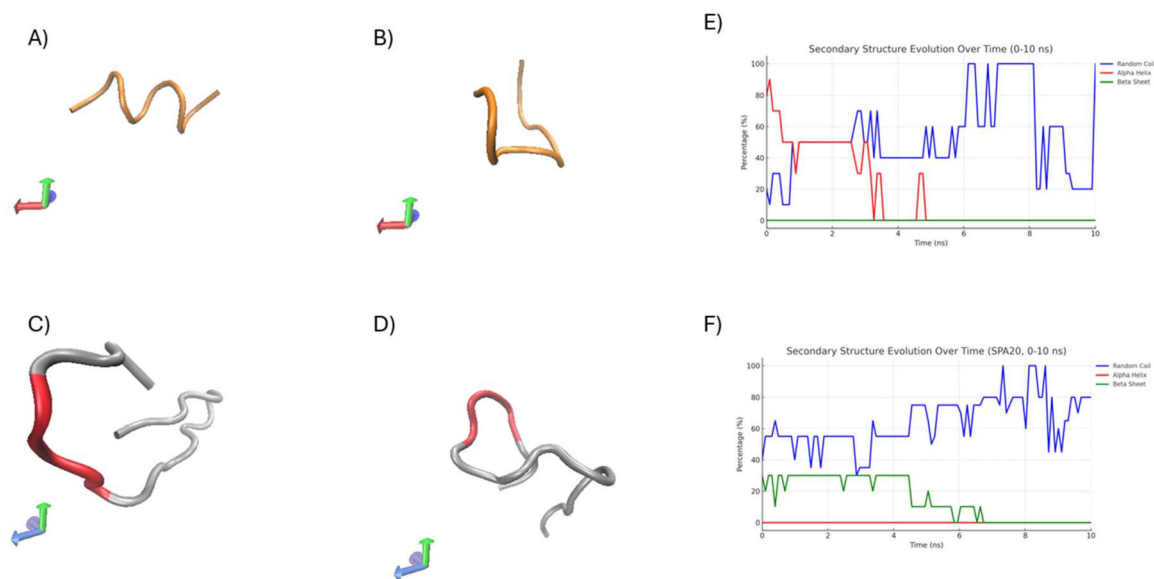 A)
B)
E)
Secondary Structure Evolution Over Time (0-10 ns)
Random Coil
Alpha Helix
Beta Sheet
Percentage (%)
100
80
60
40
20
0
0 2 4 6 8 10
Time (ns)
C)
D)
F)
Secondary Structure Evolution Over Time (SPA20, 0-10 ns)
Random Coil
Alpha Helix
Beta Sheet
Percentage (%)
100
80
60
40
20
0
0 2 4 6 8 10
Time (ns)